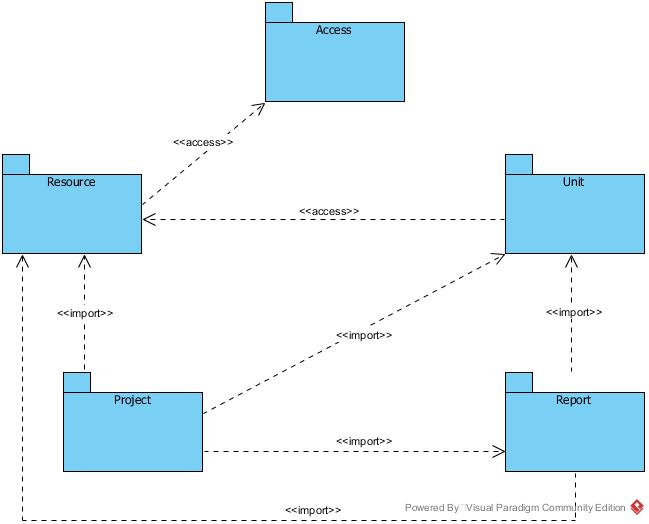 Access
<<access>>
Resource
Unit
<<access>>
<<import>>
<<import>>
<<import>>
Project
Report
<<import>>
Powered By Visual Paradigm Community Edition
<<import>>